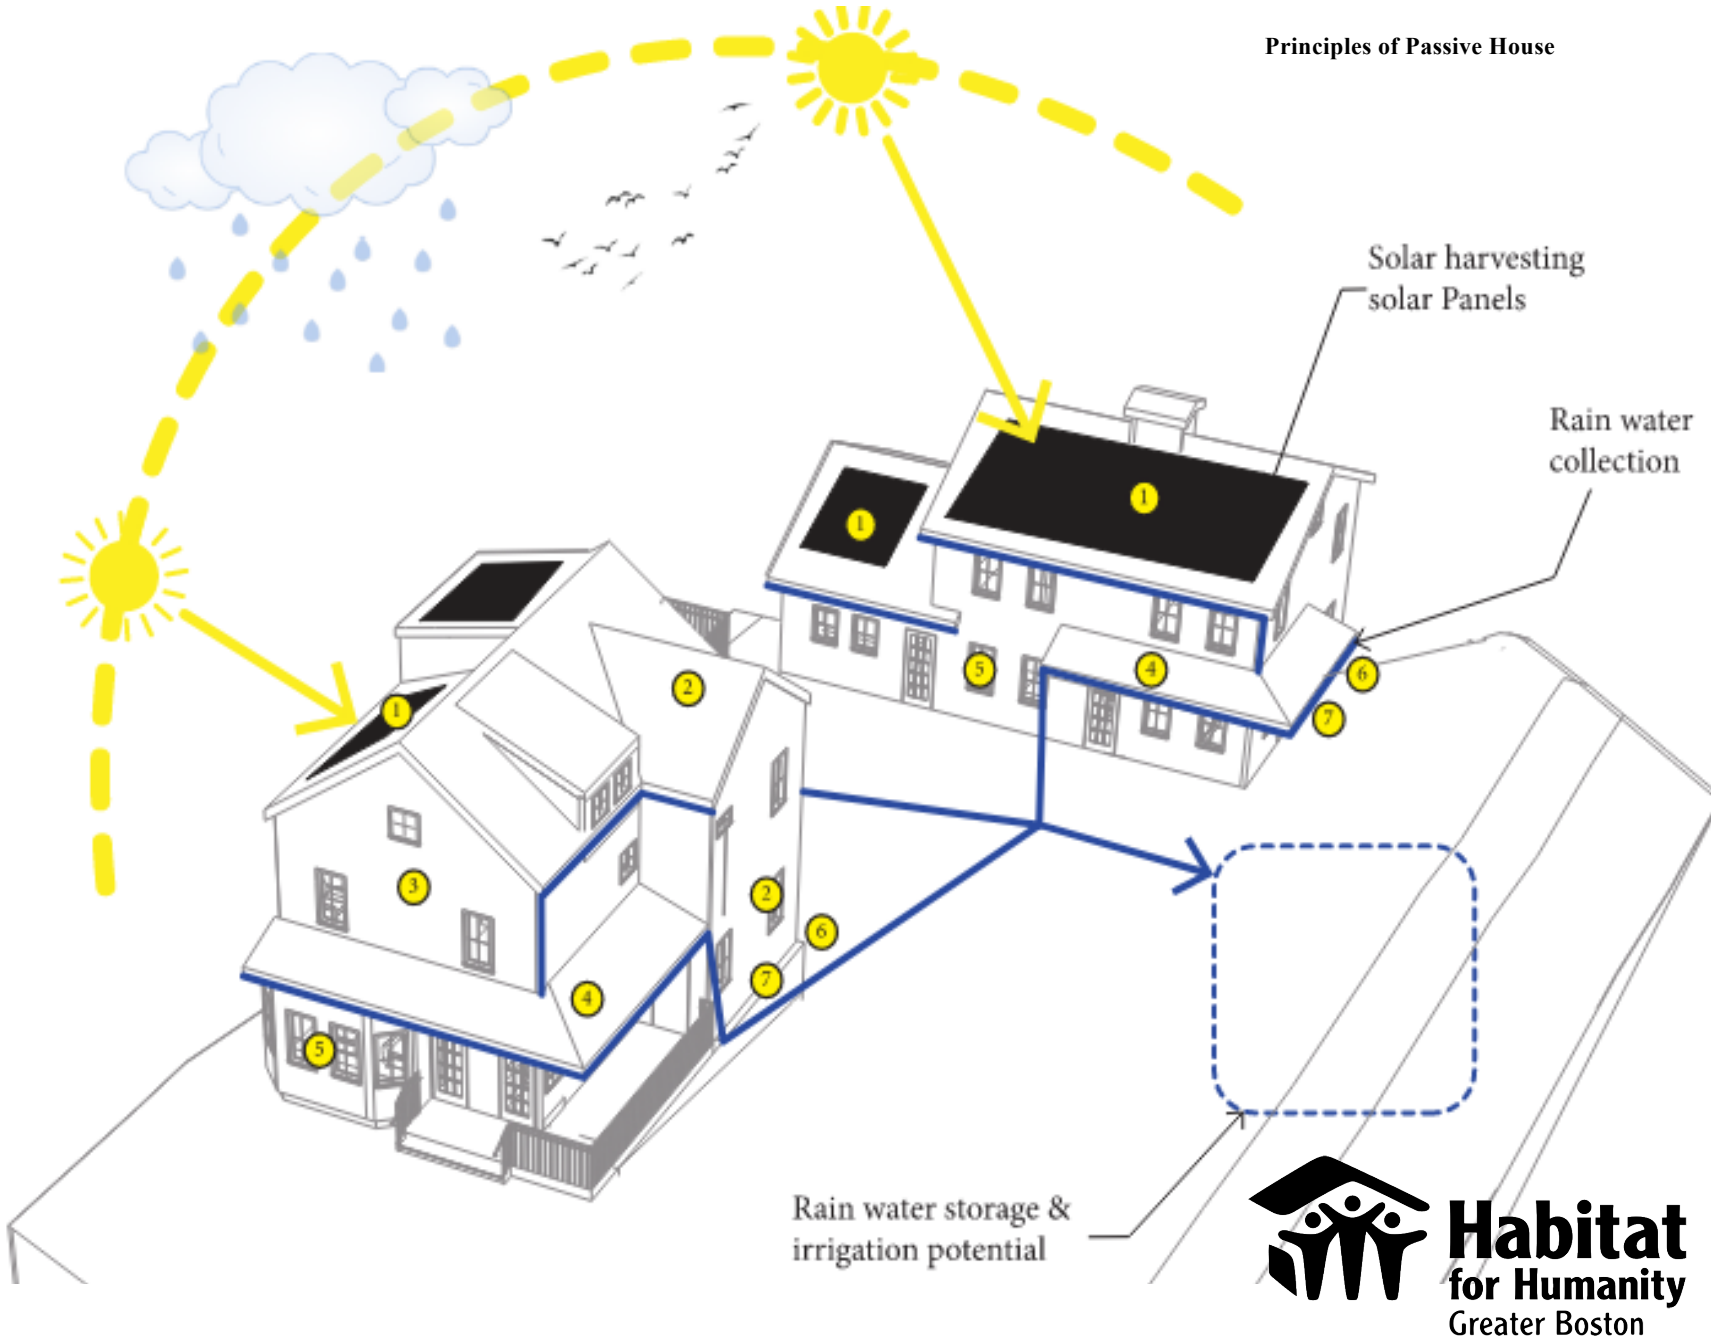 Principles of Passive House
Solar harvesting
solar Panels
Rain water
collection
1
1
1
2
2
3
4
4
5
5
6
6
7
7
Rain water storage &
irrigation potential
Habitat
for Humanity
Greater Boston